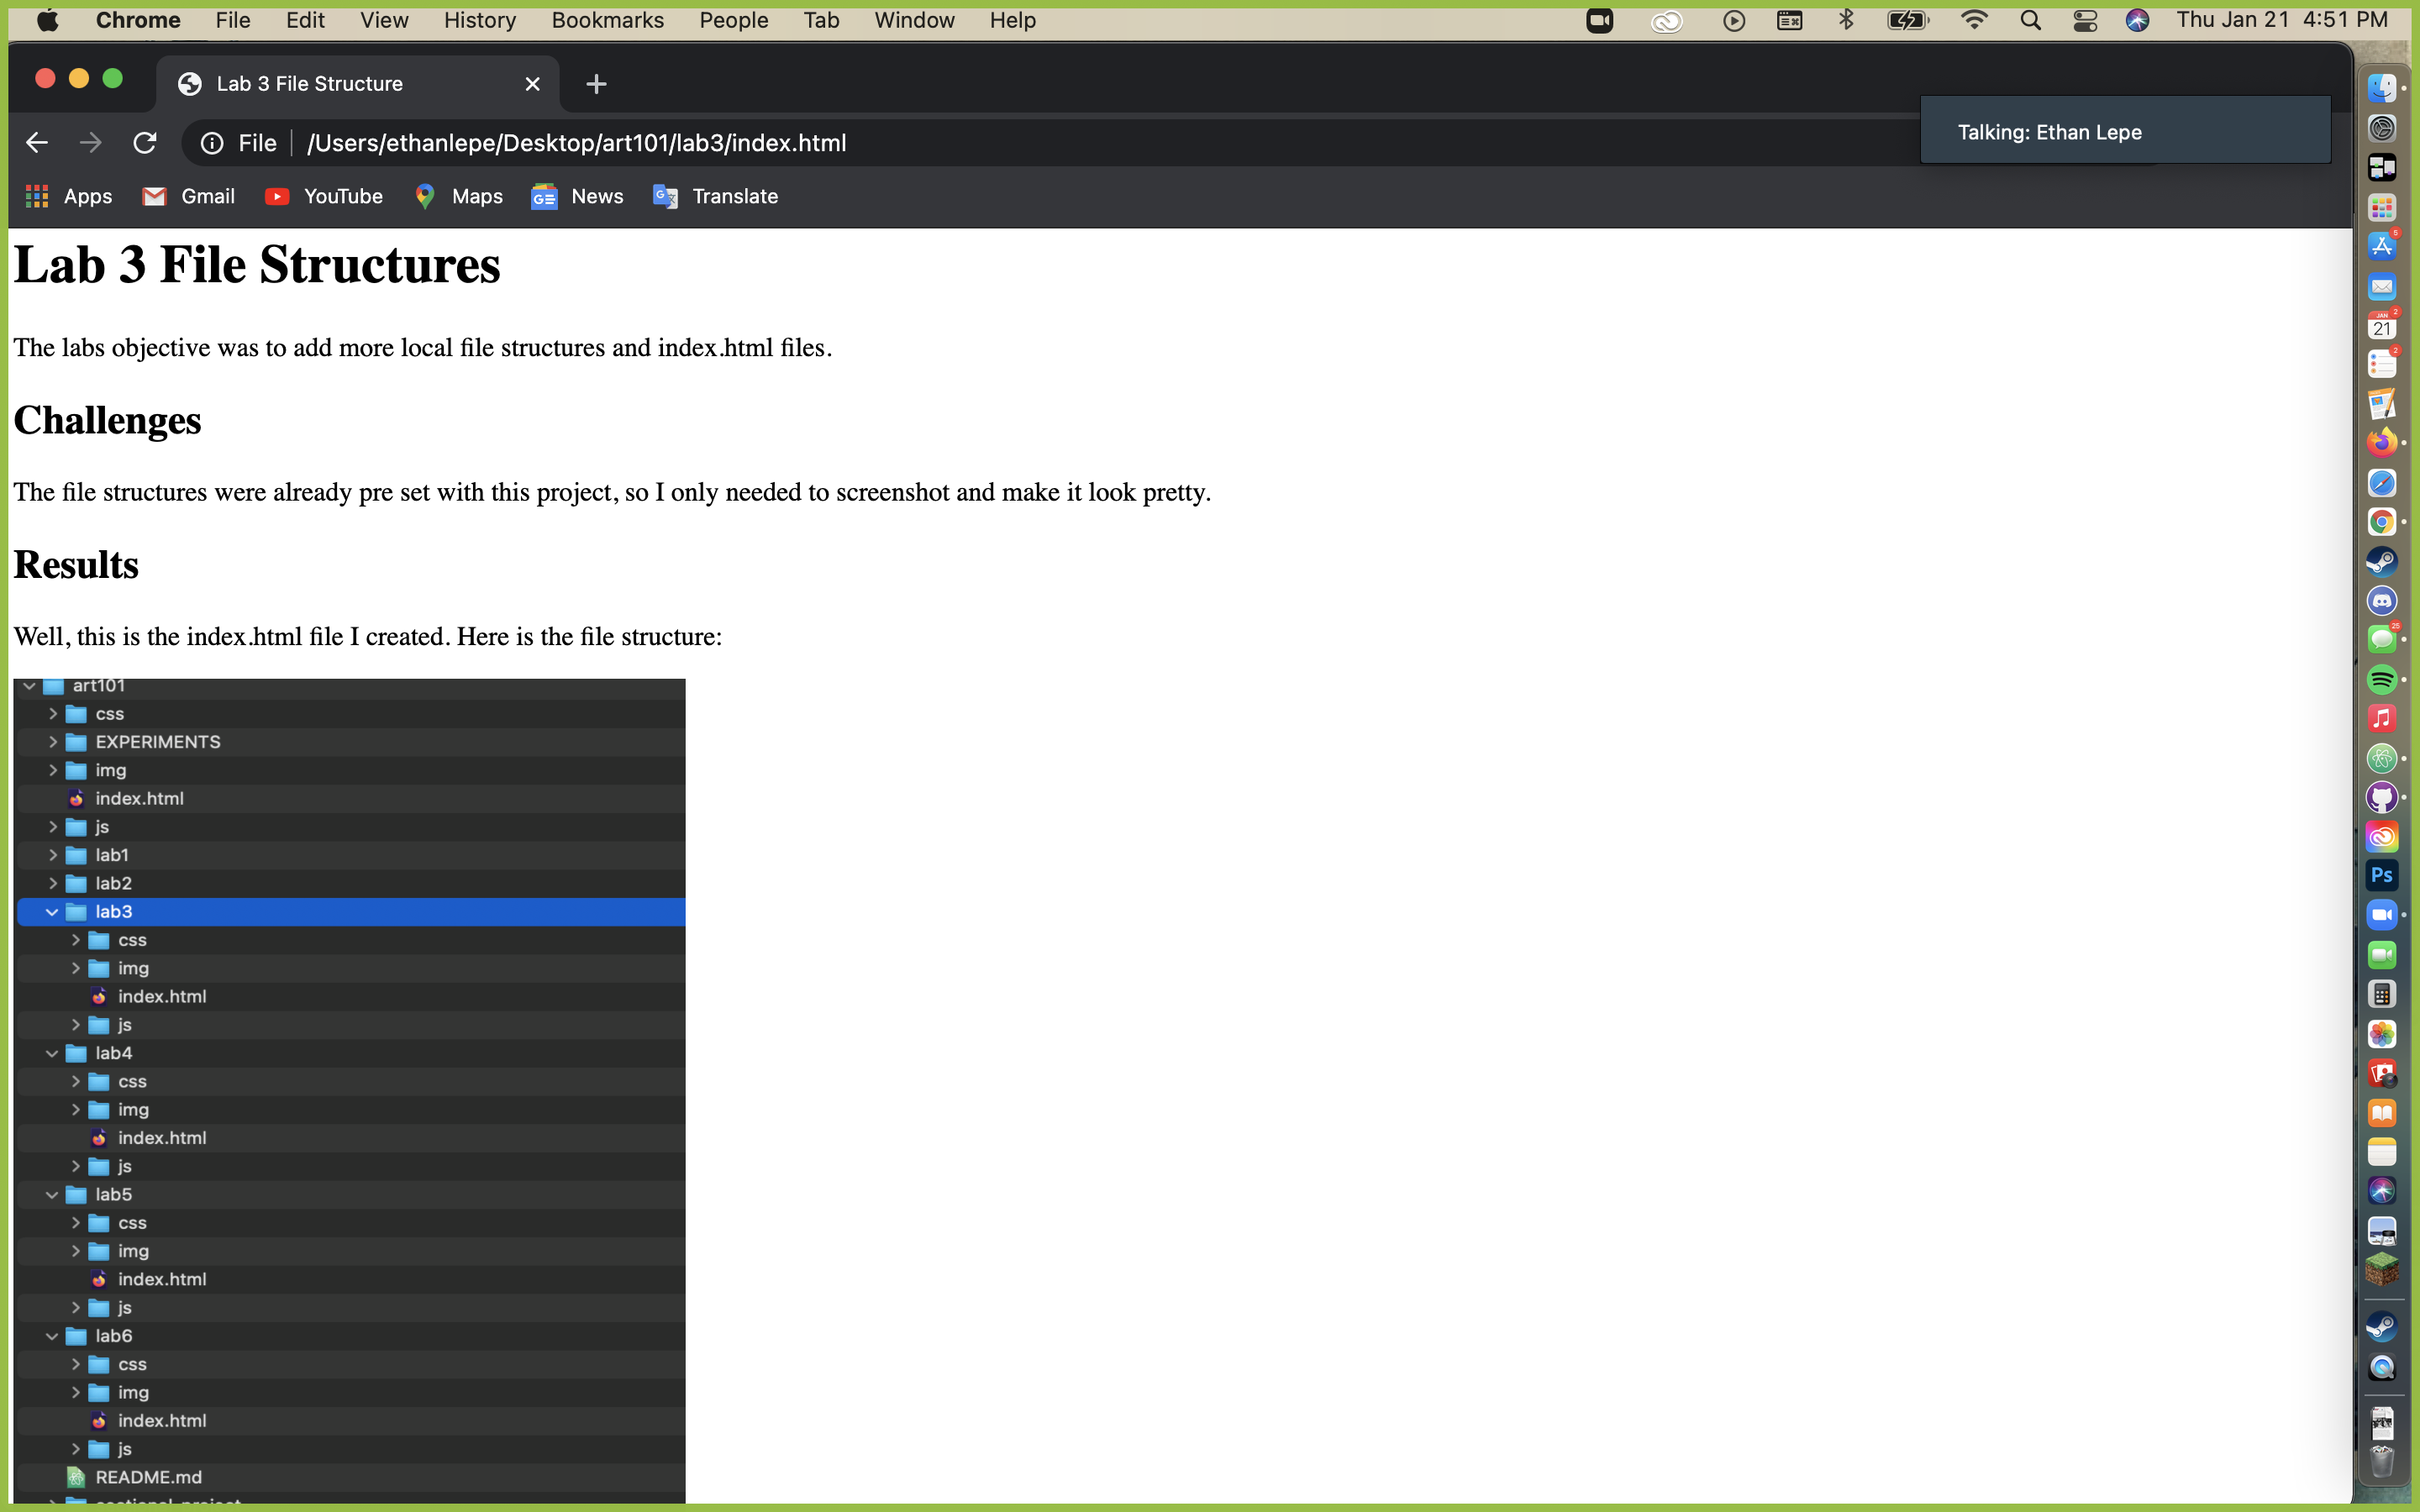 Chrome File Edit View History Bookmarks People Tab Window Help Thu Jan 21 4:51 PM
Lab 3 File Structure
File /Users/ethanlepe/Desktop/art101/lab3/index.html
Talking: Ethan Lepe
Apps Gmail YouTube Maps News Translate
Lab 3 File Structures
The labs objective was to add more local file structures and index.html files.
Challenges
The file structures were already pre set with this project, so I only needed to screenshot and make it look pretty.
Results
Well, this is the index.html file I created. Here is the file structure:
art101
css
EXPERIMENTS
img
index.html
js
lab1
lab2
lab3
css
img
index.html
js
lab4
css
img
index.html
js
lab5
css
img
index.html
js
lab6
css
img
index.html
js
README.md
5
JAN 2
21
2
25
Ps